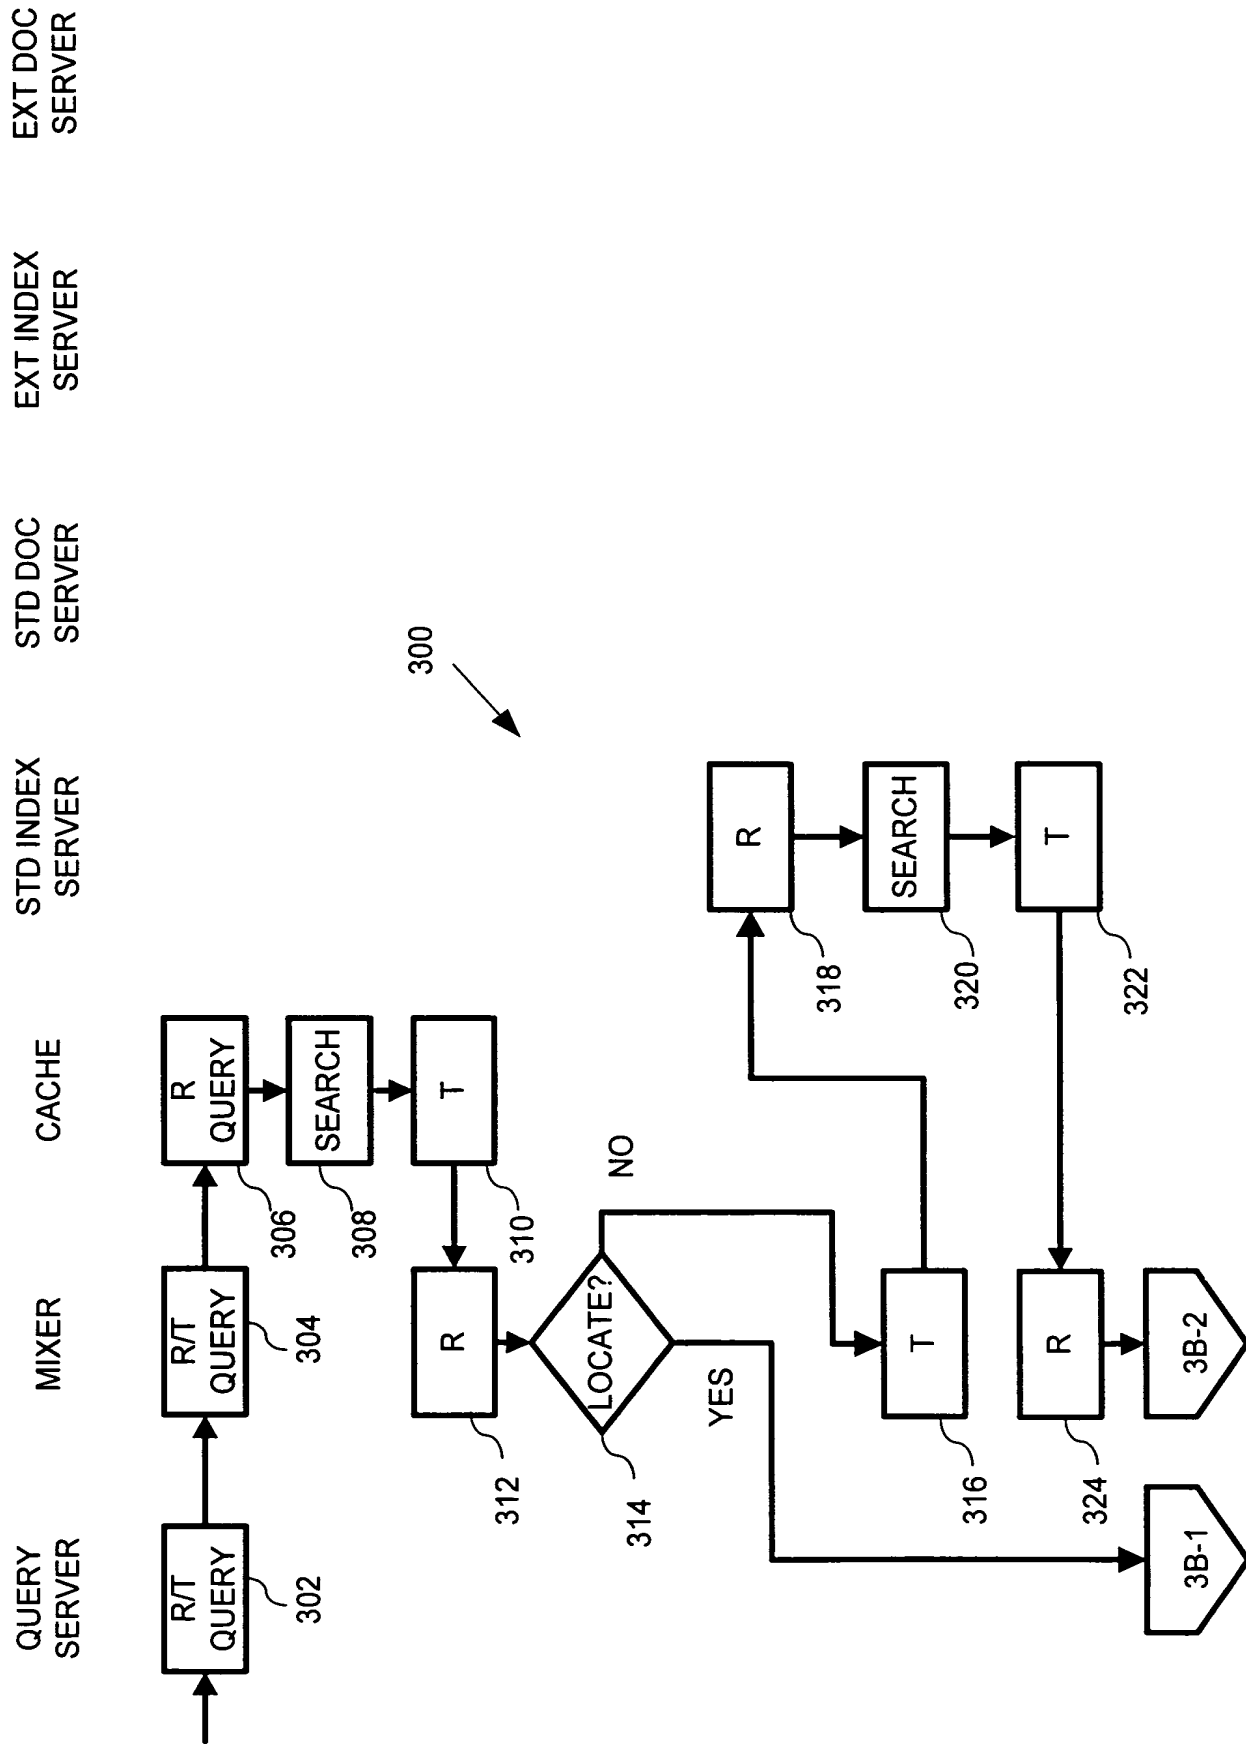 QUERY
SERVER
MIXER
CACHE
STD INDEX
SERVER
STD DOC
SERVER
EXT INDEX
SERVER
EXT DOC
SERVER
R/T
QUERY
302
R/T
QUERY
304
R
QUERY
306
SEARCH
308
T
310
R
312
300
LOCATE?
314
NO
YES
R
318
SEARCH
320
T
316
T
322
R
324
3B-1
3B-2